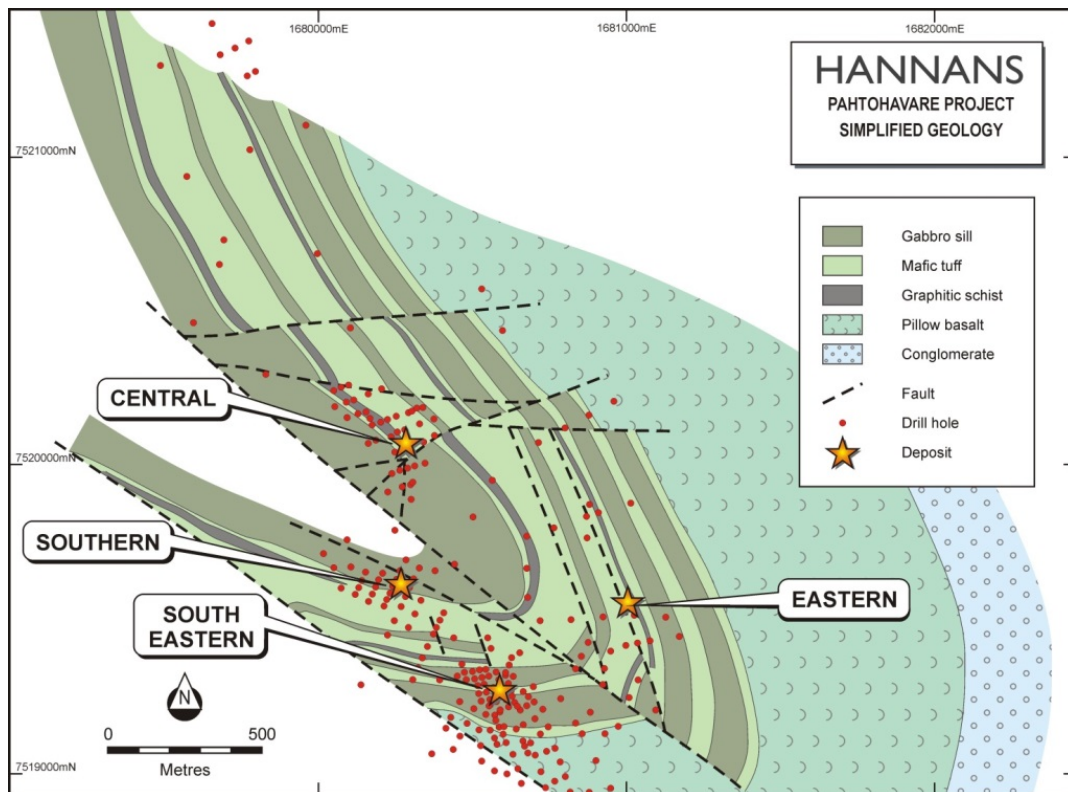 1680000mE
1681000mE
1682000mE
HANNANS
PAHTOHAVARE PROJECT
SIMPLIFIED GEOLOGY
7521000mN
Gabbro sill
Mafic tuff
Graphitic schist
Pillow basalt
Conglomerate
Fault
Drill hole
Deposit
CENTRAL
7520000mN
SOUTHERN
EASTERN
SOUTH
EASTERN
N
0 500
Metres
7519000mN